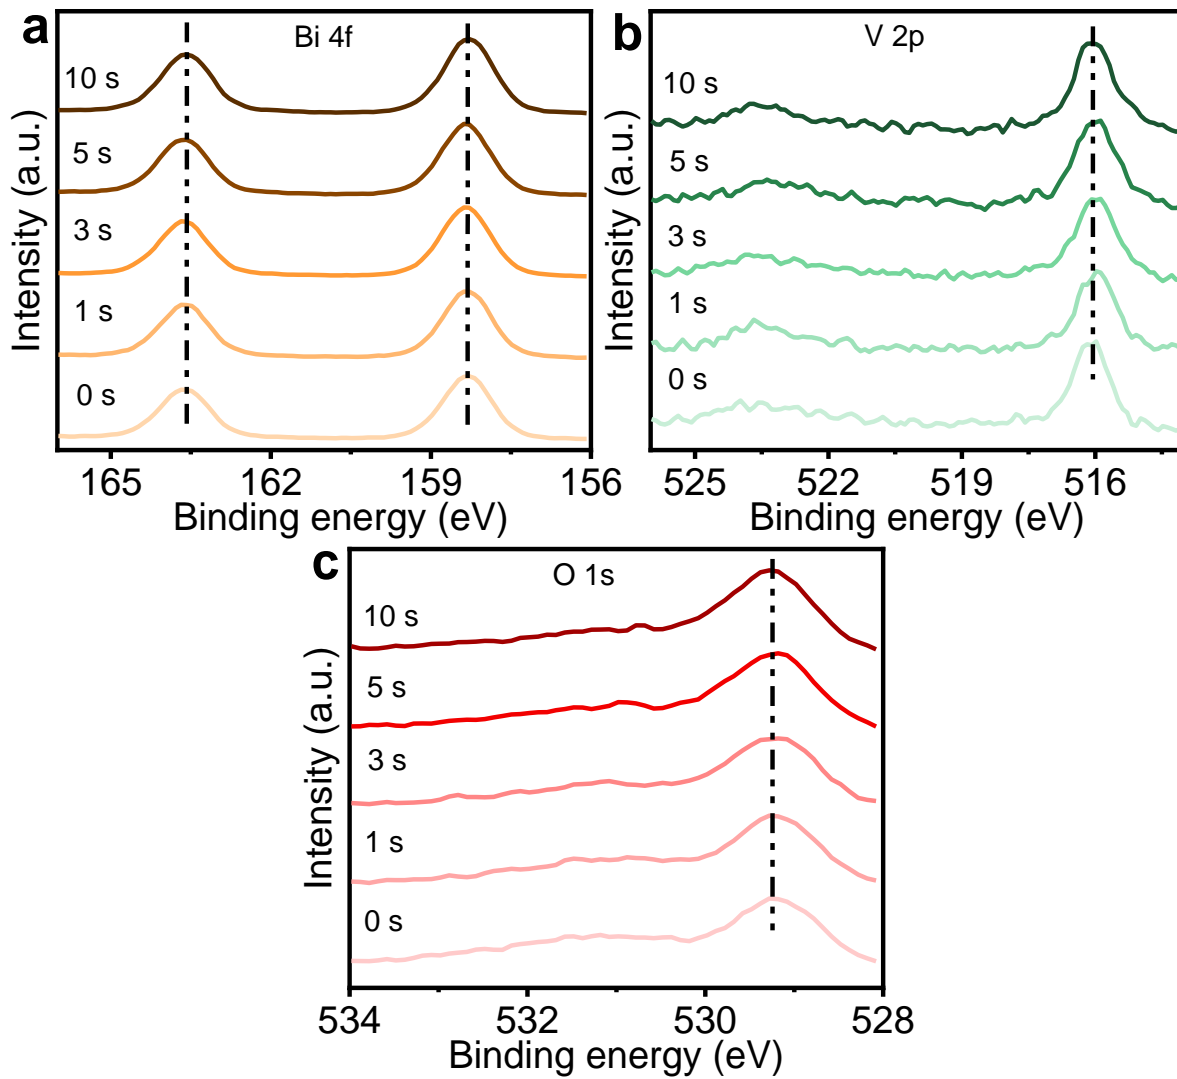 a
Bi 4f
10 s
5 s
3 s
1 s
0 s
Intensity (a.u.)
165 162 159 156
Binding energy (eV)
b
V 2p
10 s
5 s
3 s
1 s
0 s
Intensity (a.u.)
525 522 519 516
Binding energy (eV)
c
O 1s
10 s
5 s
3 s
1 s
0 s
Intensity (a.u.)
534 532 530 528
Binding energy (eV)